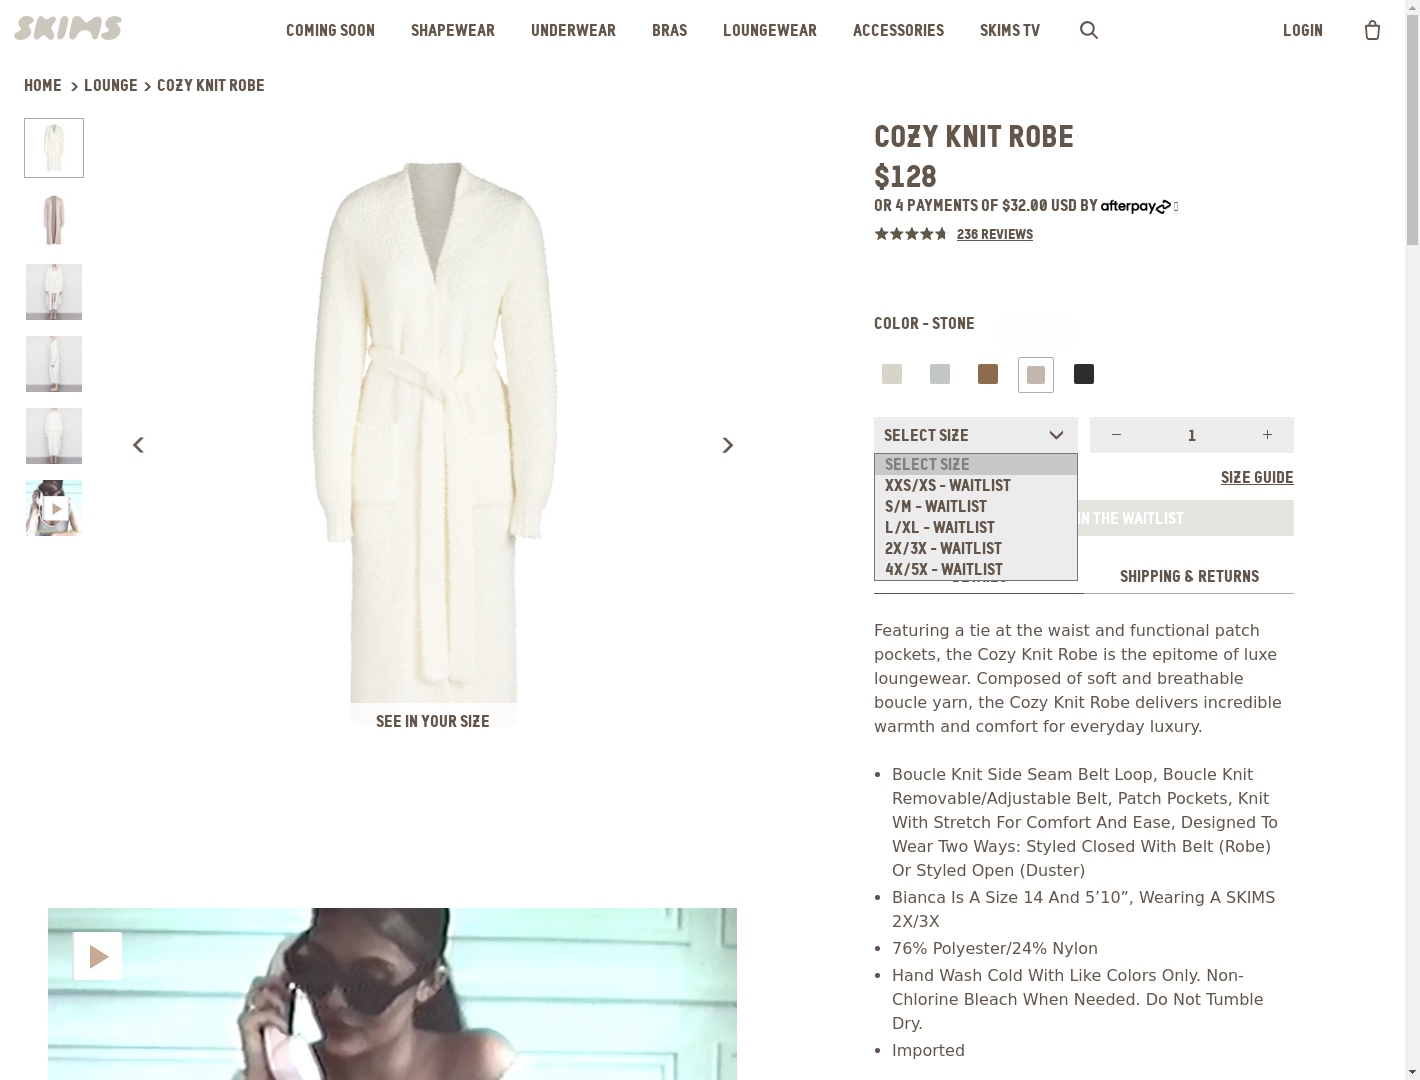 SKIMS
COMING SOON
SHAPEWEAR
UNDERWEAR
BRAS
LOUNGEWEAR
ACCESSORIES
SKIMS TV
LOGIN
HOME > LOUNGE > COZY KNIT ROBE
COZY KNIT ROBE
$128
OR 4 PAYMENTS OF $32.00 USD BY afterpay
236 REVIEWS
COLOR - STONE
SELECT SIZE
− 1 +
SELECT SIZE
XXS/XS - WAITLIST
S/M - WAITLIST
L/XL - WAITLIST
2X/3X - WAITLIST
4X/5X - WAITLIST
SIZE GUIDE
IN THE WAITLIST
SHIPPING & RETURNS
SEE IN YOUR SIZE
Featuring a tie at the waist and functional patch
pockets, the Cozy Knit Robe is the epitome of luxe
loungewear. Composed of soft and breathable
boucle yarn, the Cozy Knit Robe delivers incredible
warmth and comfort for everyday luxury.
• Boucle Knit Side Seam Belt Loop, Boucle Knit
Removable/Adjustable Belt, Patch Pockets, Knit
With Stretch For Comfort And Ease, Designed To
Wear Two Ways: Styled Closed With Belt (Robe)
Or Styled Open (Duster)
• Bianca Is A Size 14 And 5’10”, Wearing A SKIMS
2X/3X
• 76% Polyester/24% Nylon
• Hand Wash Cold With Like Colors Only. Non-
Chlorine Bleach When Needed. Do Not Tumble
Dry.
• Imported